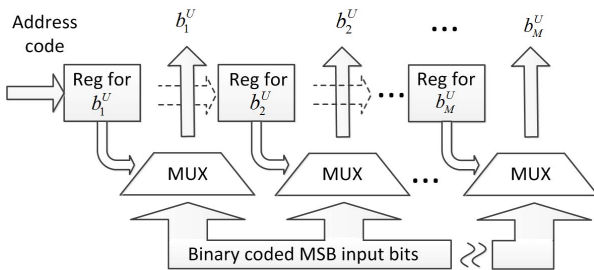 Address code
b_1^U
b_2^U
...
b_M^U
Reg for b_1^U
Reg for b_2^U
...
Reg for b_M^U
MUX
MUX
...
MUX
Binary coded MSB input bits